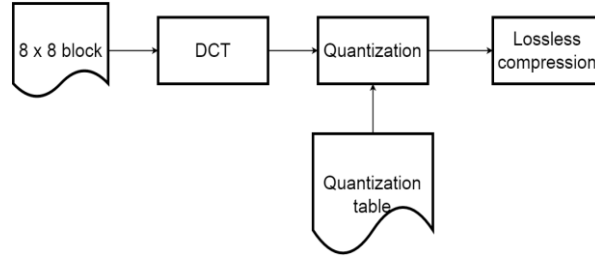 8 x 8 block
DCT
Quantization
Lossless
compression
Quantization
table